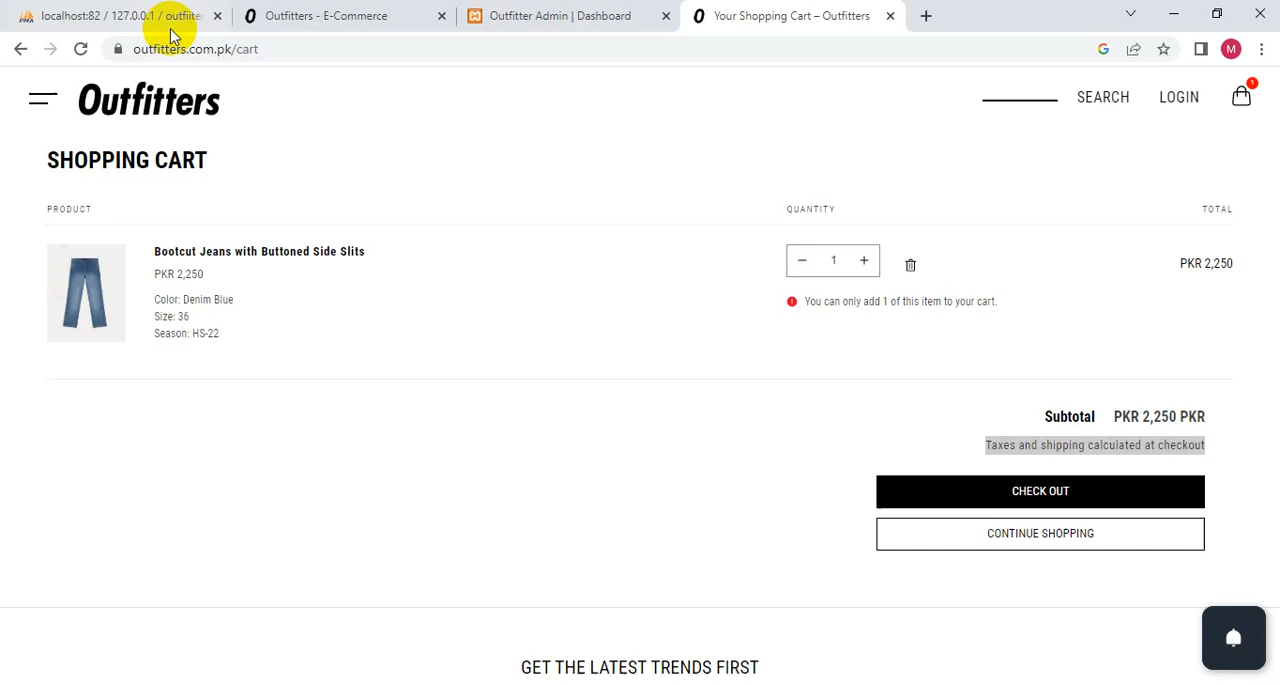 localhost:82 / 127.0.0.1 / outfiite
Outfitters - E-Commerce
Outfitter Admin | Dashboard
Your Shopping Cart – Outfitters
outfitters.com.pk/cart
M
Outfitters
SEARCH
LOGIN
1
SHOPPING CART
PRODUCT
QUANTITY
TOTAL
Bootcut Jeans with Buttoned Side Slits
PKR 2,250
Color: Denim Blue
Size: 36
Season: HS-22
− 1 +
You can only add 1 of this item to your cart.
PKR 2,250
Subtotal PKR 2,250 PKR
Taxes and shipping calculated at checkout
CHECK OUT
CONTINUE SHOPPING
GET THE LATEST TRENDS FIRST